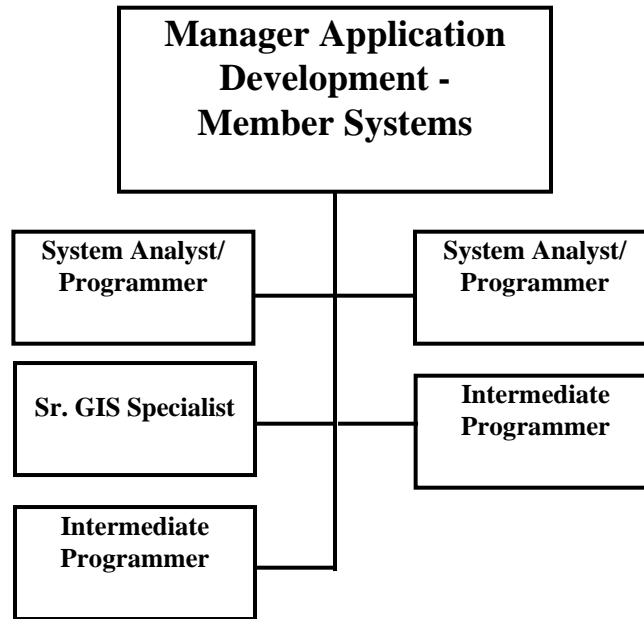 Manager Application
Development -
Member Systems
System Analyst/
Programmer
System Analyst/
Programmer
Sr. GIS Specialist
Intermediate
Programmer
Intermediate
Programmer